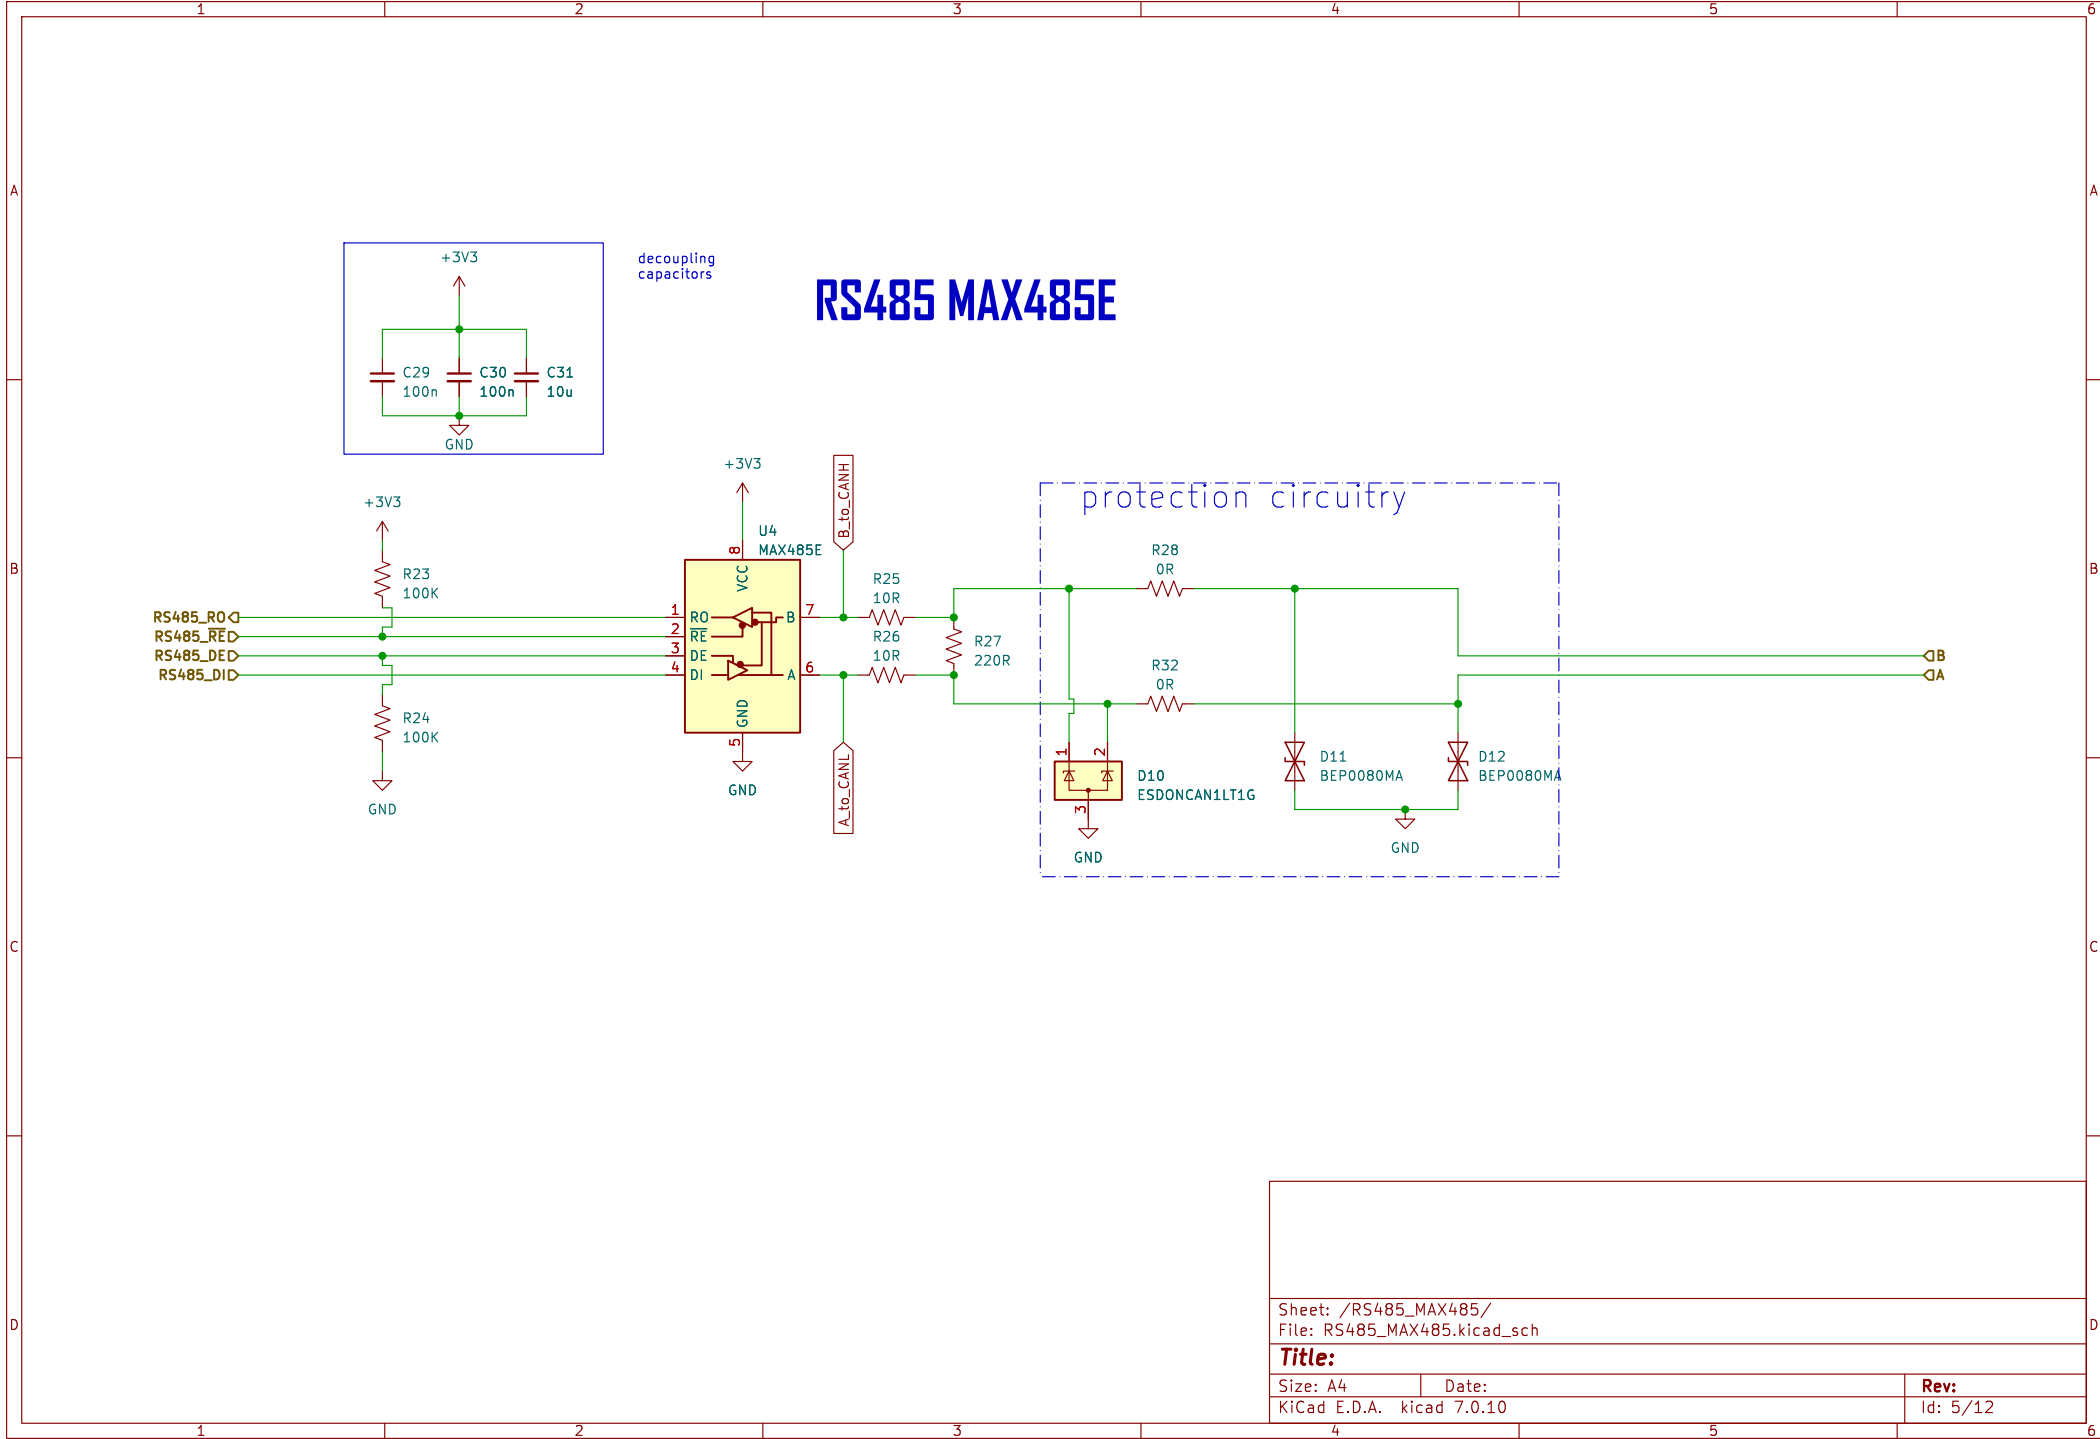 1 2 3 4 5 6
A A
B B
C C
D D
+3V3
decoupling
capacitors
RS485 MAX485E
C29
100n
C30
100n
C31
10u
GND
+3V3
R23
100K
RS485_RO
RS485_RE
RS485_DE
RS485_DI
R24
100K
GND
+3V3
U4
MAX485E
8
VCC
1 RO
2 RE
3 DE
4 DI
B 7
A 6
GND
5
GND
B_to_CANH
A_to_CANL
R25
10R
R26
10R
R27
220R
protection circuitry
R28
0R
R32
0R
1 2
3
D10
ESDONCAN1LT1G
GND
D11
BEP0080MA
D12
BEP0080MA
GND
B
A
Sheet: /RS485_MAX485/
File: RS485_MAX485.kicad_sch
Title:
Size: A4 Date: Rev:
KiCad E.D.A. kicad 7.0.10 Id: 5/12
1 2 3 4 5 6